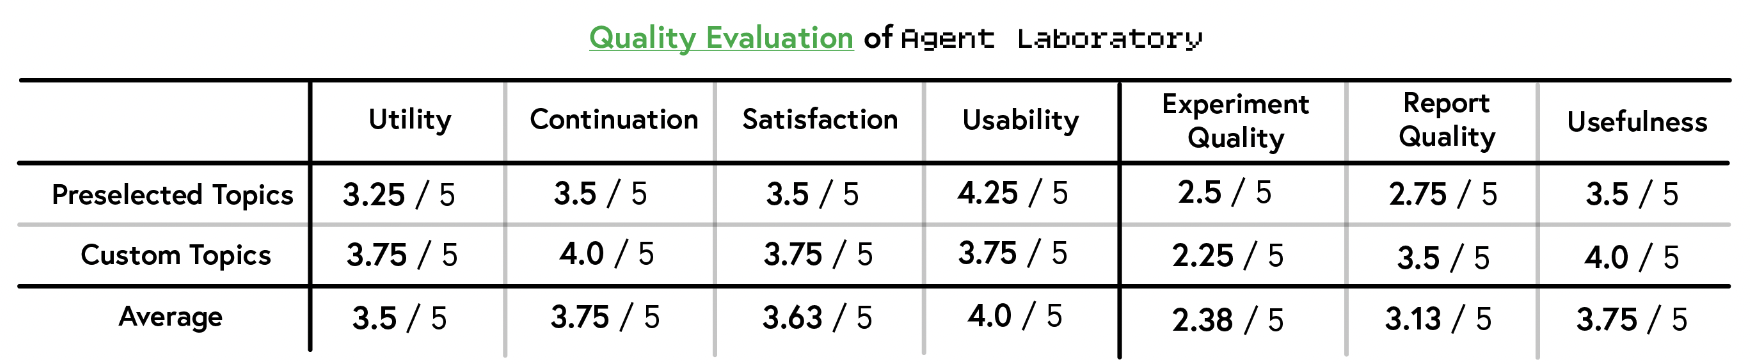 Quality Evaluation of Agent Laboratory
Utility Continuation Satisfaction Usability Experiment Quality Report Quality Usefulness
Preselected Topics 3.25 / 5 3.5 / 5 3.5 / 5 4.25 / 5 2.5 / 5 2.75 / 5 3.5 / 5
Custom Topics 3.75 / 5 4.0 / 5 3.75 / 5 3.75 / 5 2.25 / 5 3.5 / 5 4.0 / 5
Average 3.5 / 5 3.75 / 5 3.63 / 5 4.0 / 5 2.38 / 5 3.13 / 5 3.75 / 5